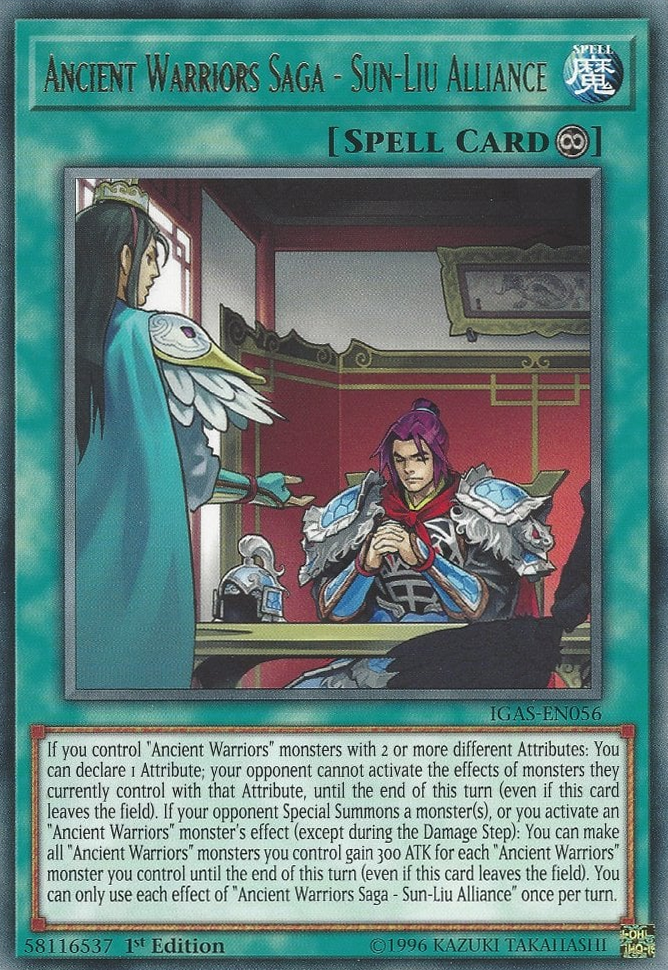 ANCIENT WARRIORS SAGA - SUN-LIU ALLIANCE
SPELL
魔
[SPELL CARD]
IGAS-EN056
If you control "Ancient Warriors" monsters with 2 or more different Attributes: You
can declare 1 Attribute; your opponent cannot activate the effects of monsters they
currently control with that Attribute, until the end of this turn (even if this card
leaves the field). If your opponent Special Summons a monster(s), or you activate an
"Ancient Warriors" monster's effect (except during the Damage Step): You can make
all "Ancient Warriors" monsters you control gain 300 ATK for each "Ancient Warriors"
monster you control until the end of this turn (even if this card leaves the field). You
can only use each effect of "Ancient Warriors Saga - Sun-Liu Alliance" once per turn.
58116537 1st Edition
©1996 KAZUKI TAKAHASHI